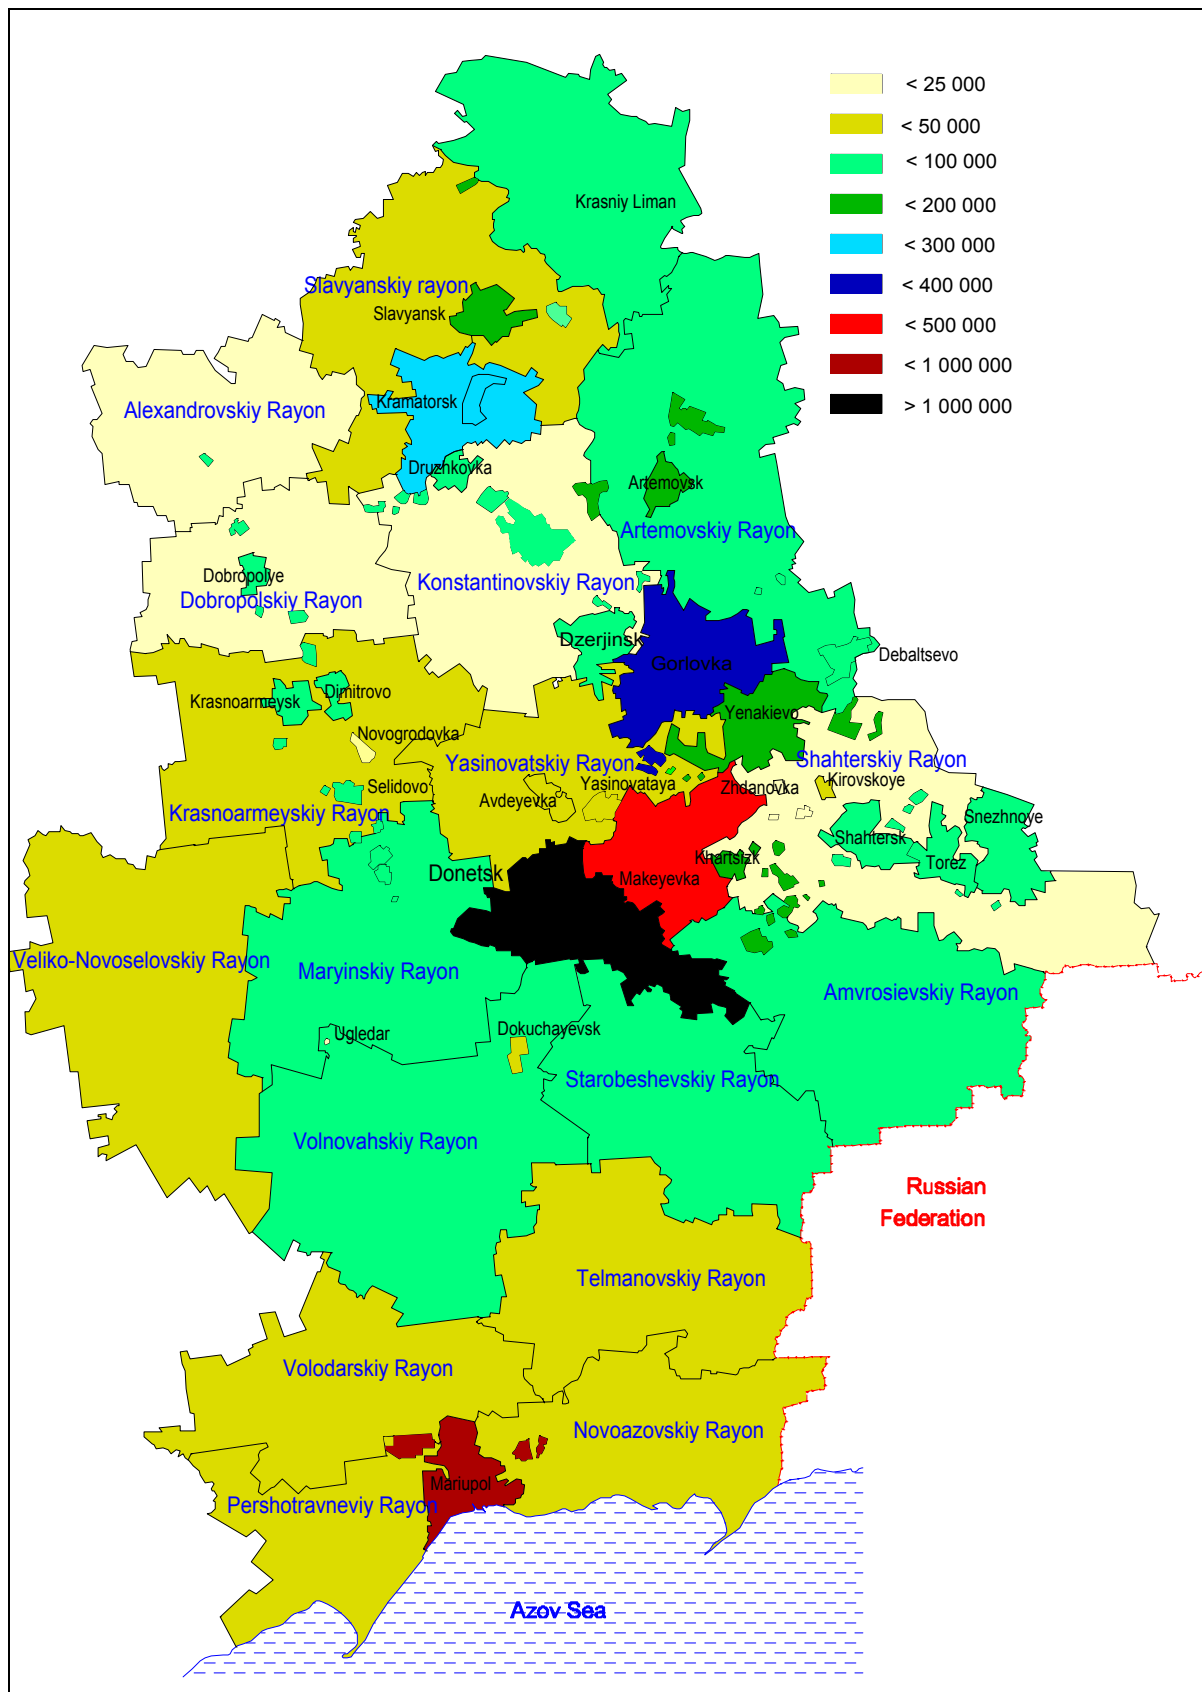 < 25 000
< 50 000
< 100 000
< 200 000
< 300 000
< 400 000
< 500 000
< 1 000 000
> 1 000 000
Krasniy Liman
Slavyanskiy rayon
Slavyansk
Alexandrovskiy Rayon
Kramatorsk
Druzhkovka
Artemovsk
Artemovskiy Rayon
Dobropolye
Dobropolskiy Rayon
Konstantinovskiy Rayon
Dzerjinsk
Gorlovka
Debaltsevo
Krasnoarmeysk
Dimitrovo
Novogrodovka
Yenakievo
Yasinovatskiy Rayon
Shahterskiy Rayon
Yasinovataya
Zhdanovka
Kirovskoye
Selidovo
Avdeyevka
Krasnoarmeyskiy Rayon
Snezhnoye
Shahtersk
Torez
Khartsizk
Donetsk
Makeyevka
Veliko-Novoselovskiy Rayon
Maryinskiy Rayon
Amvrosievskiy Rayon
Ugledar
Dokuchayevsk
Starobeshevskiy Rayon
Volnovahskiy Rayon
Russian
Federation
Telmanovskiy Rayon
Volodarskiy Rayon
Novoazovskiy Rayon
Mariupol
Pershotravneviy Rayon
Azov Sea